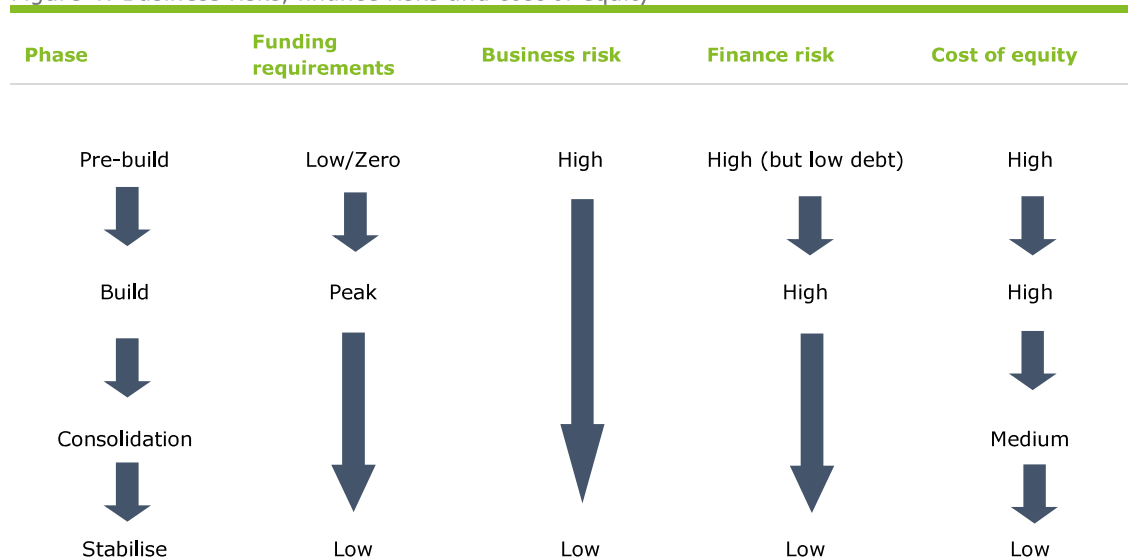 Phase
Funding
requirements
Business risk
Finance risk
Cost of equity
Pre-build
Low/Zero
High
High (but low debt)
High
Build
Peak
High
High
Consolidation
Medium
Stabilise
Low
Low
Low
Low